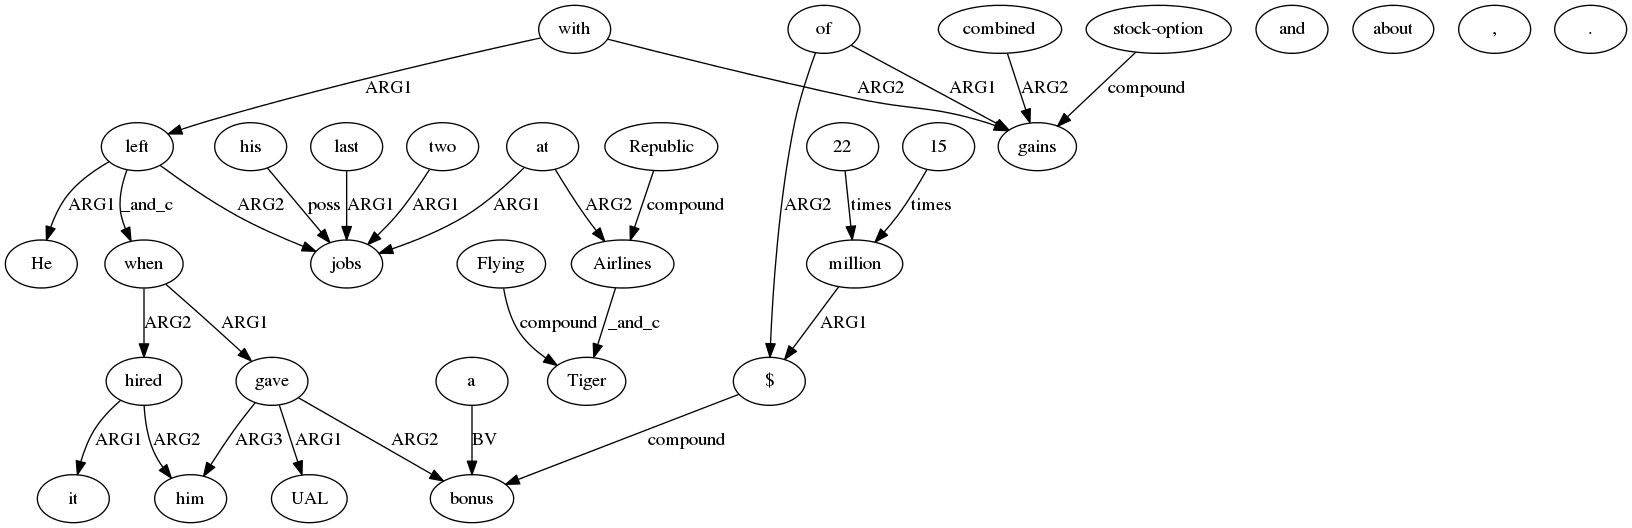 with of combined stock-option and about , .
ARG1 ARG2 ARG1 ARG2 compound
left his last two at Republic 22 15 gains
ARG1 _and_c ARG2 poss ARG1 ARG1 ARG1 ARG2 compound ARG2 times times
He when jobs Flying Airlines million
ARG2 ARG1 compound _and_c ARG1
hired gave a Tiger $
ARG1 ARG2 ARG3 ARG1 ARG2 BV compound
it him UAL bonus